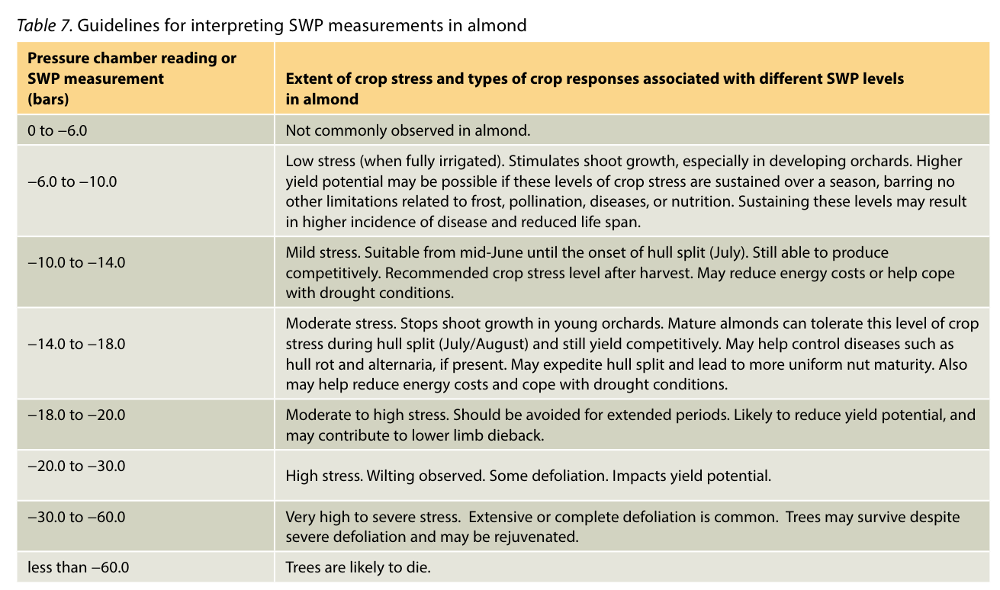 Table 7. Guidelines for interpreting SWP measurements in almond
Pressure chamber reading or
SWP measurement
(bars)
Extent of crop stress and types of crop responses associated with different SWP levels
in almond
0 to −6.0
Not commonly observed in almond.
−6.0 to −10.0
Low stress (when fully irrigated). Stimulates shoot growth, especially in developing orchards. Higher
yield potential may be possible if these levels of crop stress are sustained over a season, barring no
other limitations related to frost, pollination, diseases, or nutrition. Sustaining these levels may result
in higher incidence of disease and reduced life span.
−10.0 to −14.0
Mild stress. Suitable from mid-June until the onset of hull split (July). Still able to produce
competitively. Recommended crop stress level after harvest. May reduce energy costs or help cope
with drought conditions.
−14.0 to −18.0
Moderate stress. Stops shoot growth in young orchards. Mature almonds can tolerate this level of crop
stress during hull split (July/August) and still yield competitively. May help control diseases such as
hull rot and alternaria, if present. May expedite hull split and lead to more uniform nut maturity. Also
may help reduce energy costs and cope with drought conditions.
−18.0 to −20.0
Moderate to high stress. Should be avoided for extended periods. Likely to reduce yield potential, and
may contribute to lower limb dieback.
−20.0 to −30.0
High stress. Wilting observed. Some defoliation. Impacts yield potential.
−30.0 to −60.0
Very high to severe stress.  Extensive or complete defoliation is common.  Trees may survive despite
severe defoliation and may be rejuvenated.
less than −60.0
Trees are likely to die.